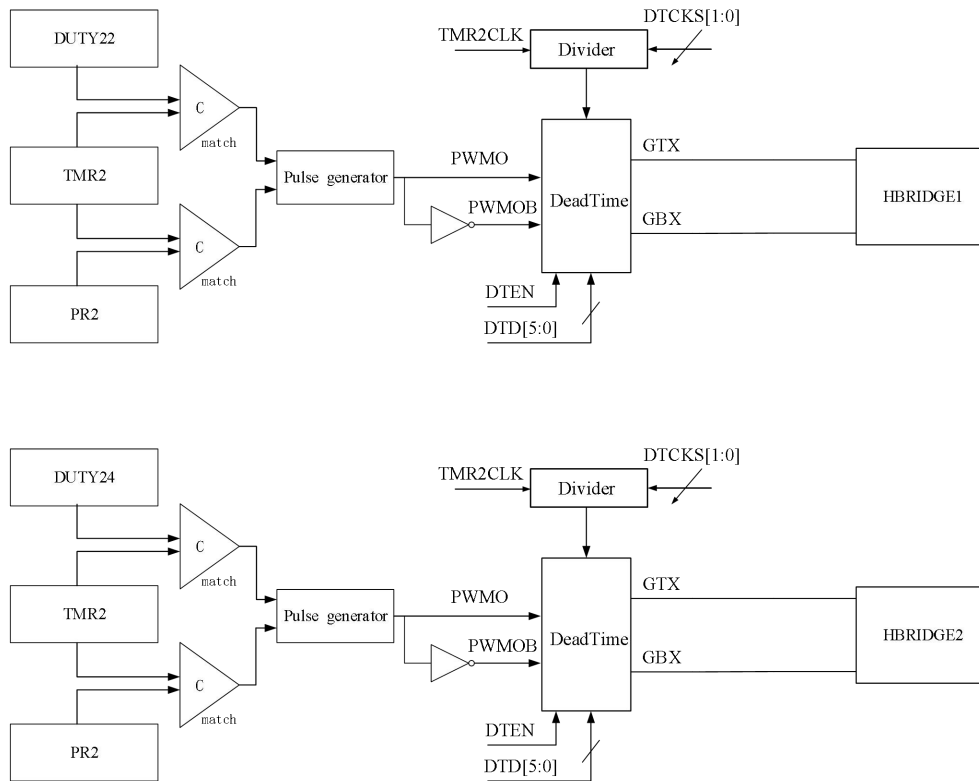 DUTY22
TMR2
PR2
C
match
C
match
Pulse generator
PWMO
PWMOB
TMR2CLK
Divider
DTCKS[1:0]
DeadTime
DTEN
DTD[5:0]
GTX
GBX
HBRIDGE1
DUTY24
TMR2
PR2
C
match
C
match
Pulse generator
PWMO
PWMOB
TMR2CLK
Divider
DTCKS[1:0]
DeadTime
DTEN
DTD[5:0]
GTX
GBX
HBRIDGE2